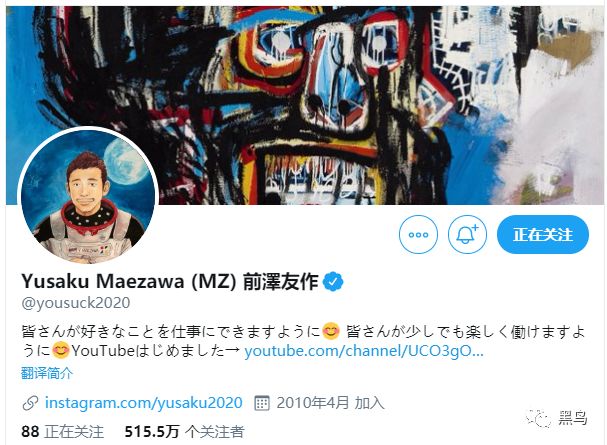 正在关注
Yusaku Maezawa (MZ) 前澤友作
@yousuck2020
皆さんが好きなことを仕事にできますように😊 皆さんが少しでも楽しく働けますよ
うに😊YouTubeはじめました→ youtube.com/channel/UCO3gO...
翻译简介
instagram.com/yusaku2020 2010年4月 加入
88 正在关注 515.5万 个关注者
黑鸟